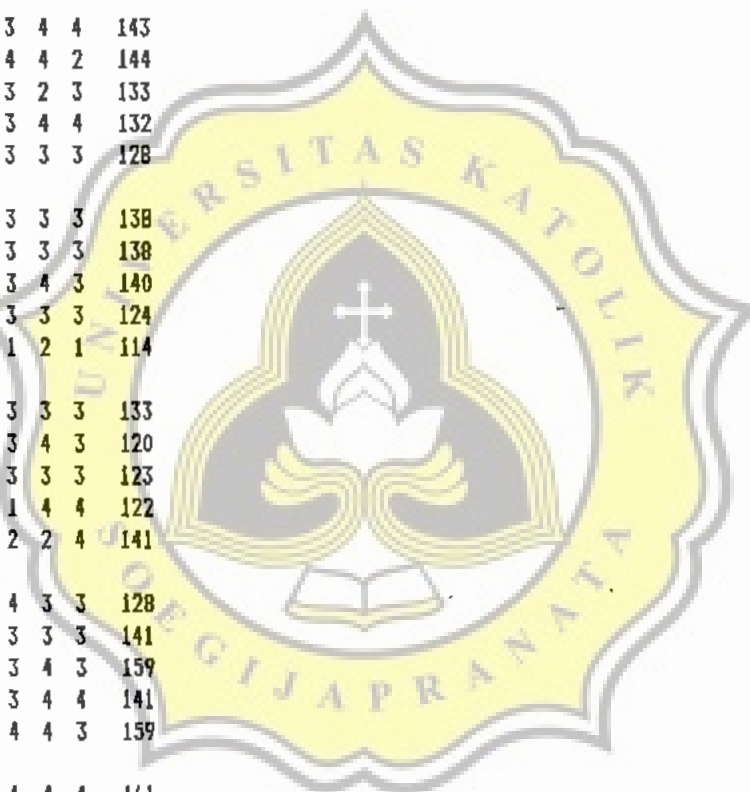 3 4 4 143
4 4 2 144
3 2 3 133
3 4 4 132
3 3 3 128
3 3 3 138
3 3 3 138
3 4 3 140
3 3 3 124
1 2 1 114
3 3 3 133
3 4 3 120
3 3 3 123
1 4 4 122
2 2 4 141
4 3 3 128
3 3 3 141
3 4 3 159
3 4 4 141
4 4 3 159
UNIVERSITAS KATOLIK
SOEGIJAPRANATA